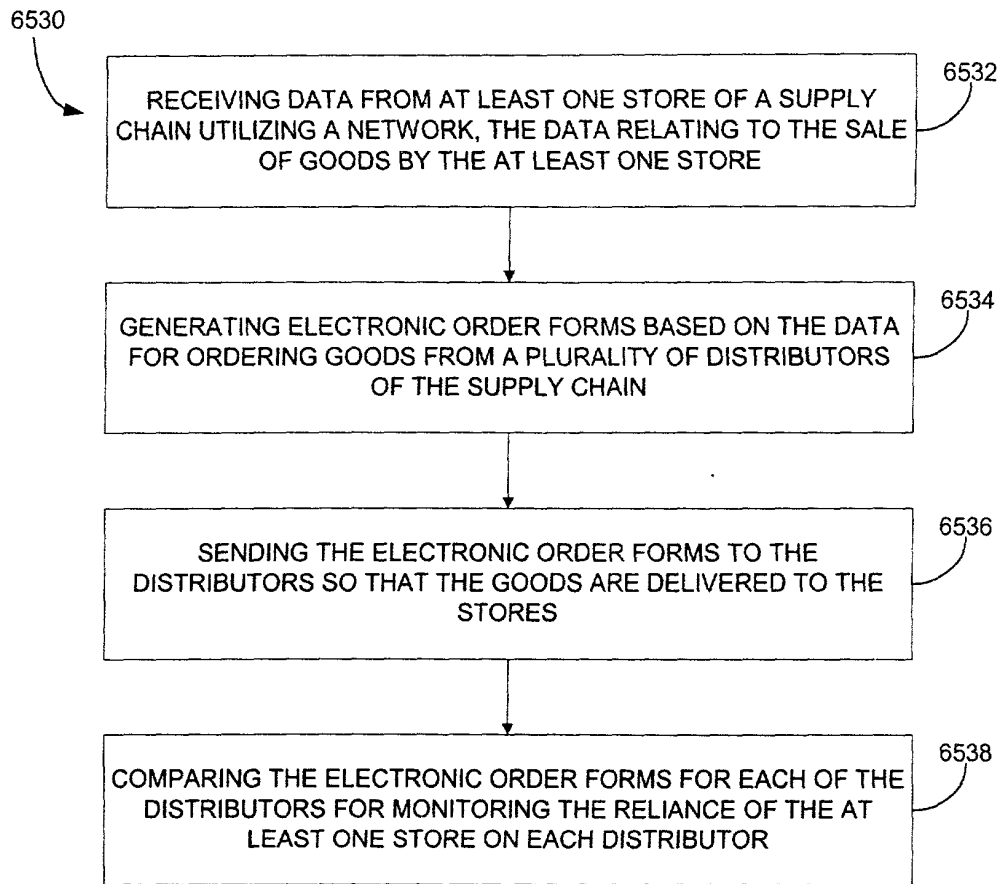 6530
6532
RECEIVING DATA FROM AT LEAST ONE STORE OF A SUPPLY
CHAIN UTILIZING A NETWORK, THE DATA RELATING TO THE SALE
OF GOODS BY THE AT LEAST ONE STORE
6534
GENERATING ELECTRONIC ORDER FORMS BASED ON THE DATA
FOR ORDERING GOODS FROM A PLURALITY OF DISTRIBUTORS
OF THE SUPPLY CHAIN
6536
SENDING THE ELECTRONIC ORDER FORMS TO THE
DISTRIBUTORS SO THAT THE GOODS ARE DELIVERED TO THE
STORES
6538
COMPARING THE ELECTRONIC ORDER FORMS FOR EACH OF THE
DISTRIBUTORS FOR MONITORING THE RELIANCE OF THE AT
LEAST ONE STORE ON EACH DISTRIBUTOR